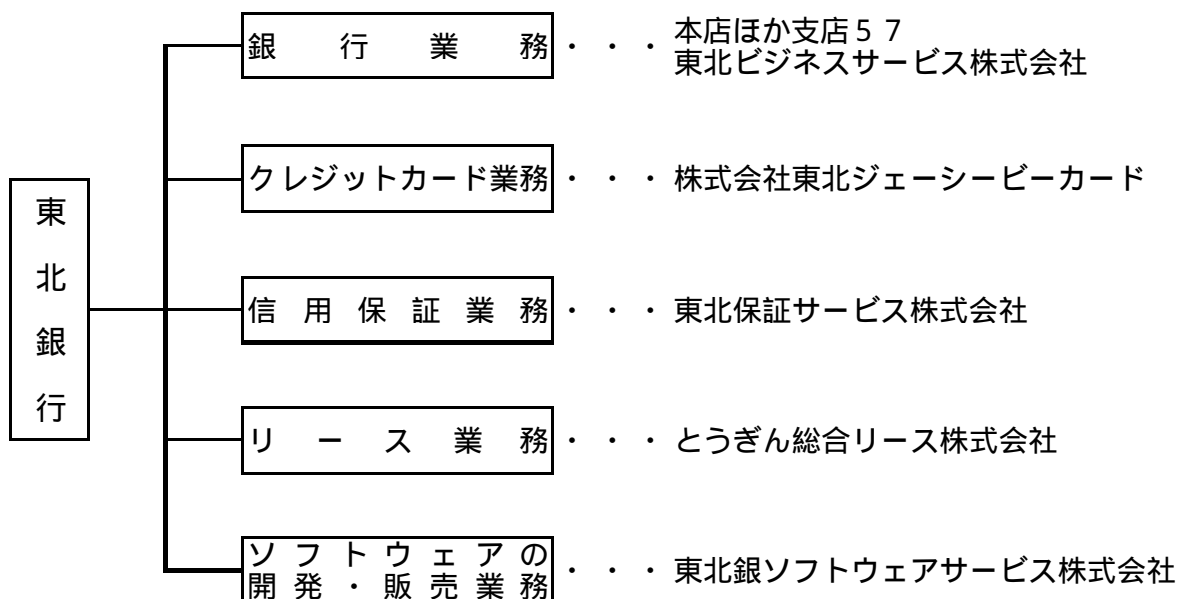 東北銀行
銀行業務・・・本店ほか支店５７
東北ビジネスサービス株式会社
クレジットカード業務・・・株式会社東北ジェーシービーカード
信用保証業務・・・東北保証サービス株式会社
リース業務・・・とうぎん総合リース株式会社
ソフトウェアの
開発・販売業務・・・東北銀ソフトウェアサービス株式会社